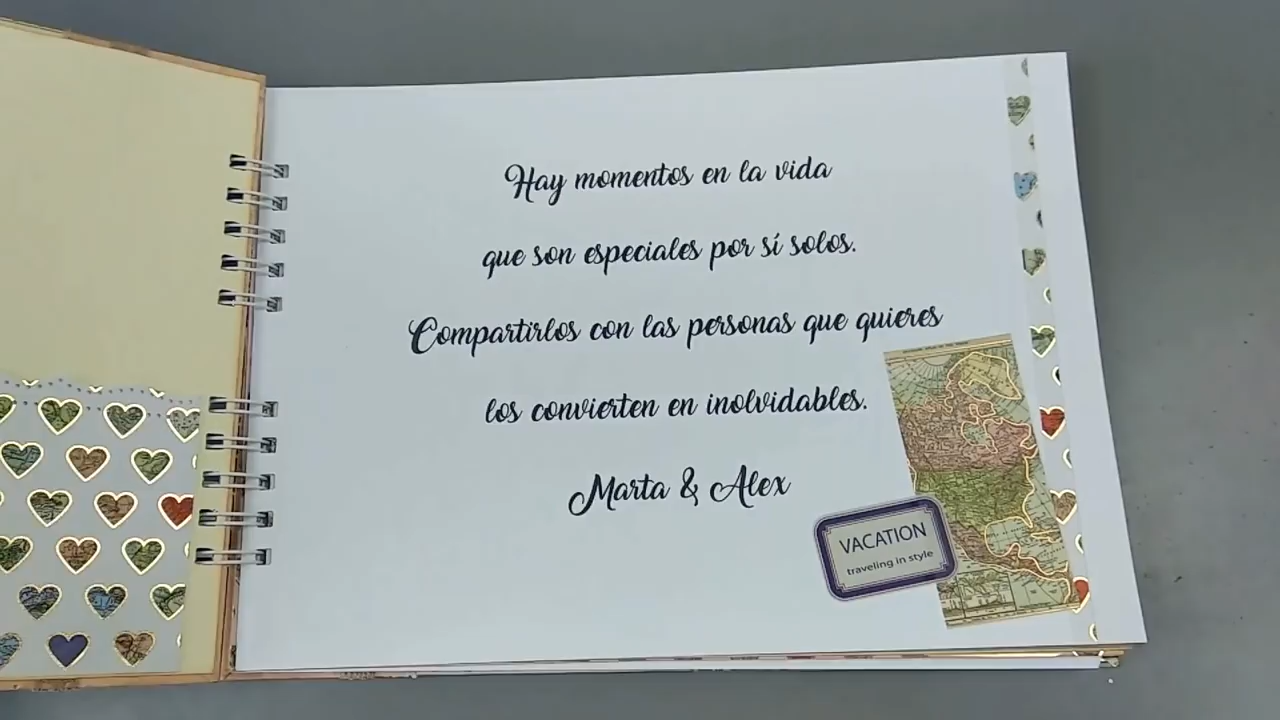 Hay momentos en la vida
que son especiales por sí solos.
Compartirlos con las personas que quieres
los convierten en inolvidables.
Marta & Alex
VACATION
traveling in style